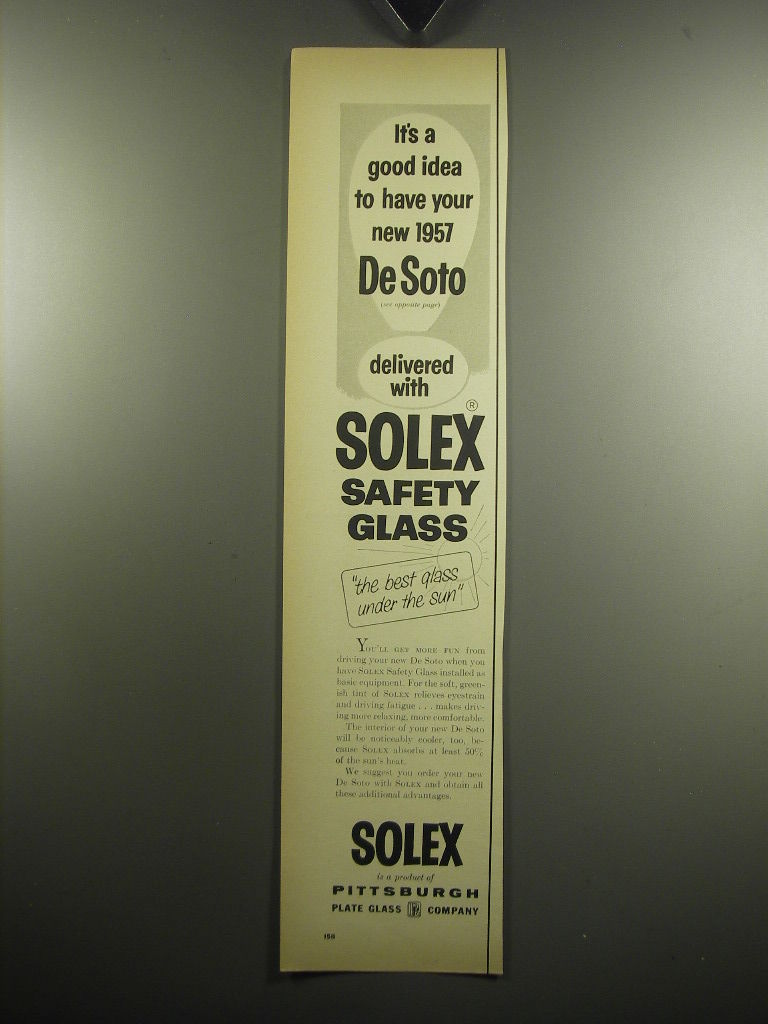 It's a
good idea
to have your
new 1957
De Soto
(see opposite page)
delivered
with
SOLEX®
SAFETY
GLASS
"the best glass
under the sun"
YOU'LL GET MORE FUN from
driving your new De Soto when you
have SOLEX Safety Glass installed as
basic equipment. For the soft, green-
ish tint of SOLEX relieves eyestrain
and driving fatigue . . . makes driv-
ing more relaxing, more comfortable.
The interior of your new De Soto
will be noticeably cooler, too, be-
cause SOLEX absorbs at least 50%
of the sun's heat.
We suggest you order your new
De Soto with SOLEX and obtain all
these additional advantages.
SOLEX
is a product of
PITTSBURGH
PLATE GLASS COMPANY
158